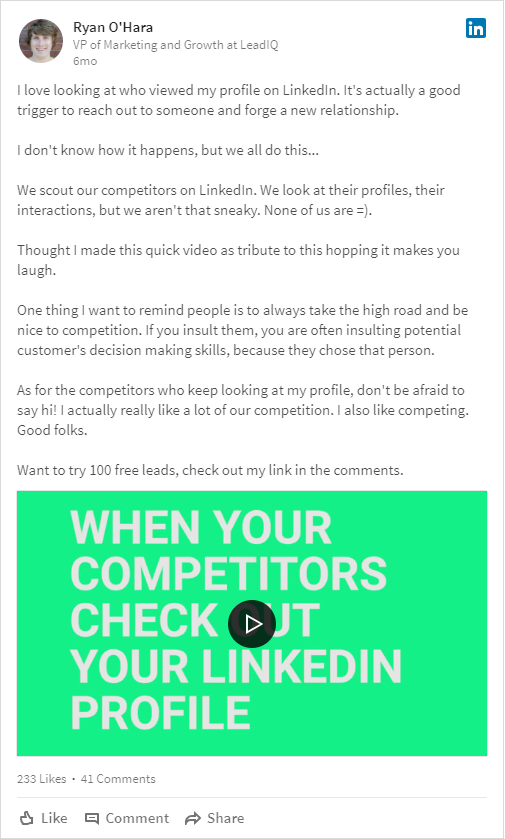 Ryan O'Hara
in
VP of Marketing and Growth at LeadIQ
6mo
I love looking at who viewed my profile on LinkedIn. It's actually a good
trigger to reach out to someone and forge a new relationship.
I don't know how it happens, but we all do this...
We scout our competitors on LinkedIn. We look at their profiles, their
interactions, but we aren't that sneaky. None of us are =).
Thought I made this quick video as tribute to this hopping it makes you
laugh.
One thing I want to remind people is to always take the high road and be
nice to competition. If you insult them, you are often insulting potential
customer's decision making skills, because they chose that person.
As for the competitors who keep looking at my profile, don't be afraid to
say hi! I actually really like a lot of our competition. I also like competing.
Good folks.
Want to try 100 free leads, check out my link in the comments.
WHEN YOUR
COMPETITORS
CHECK OUT
YOUR LINKEDIN
PROFILE
233 Likes • 41 Comments
Like Comment Share